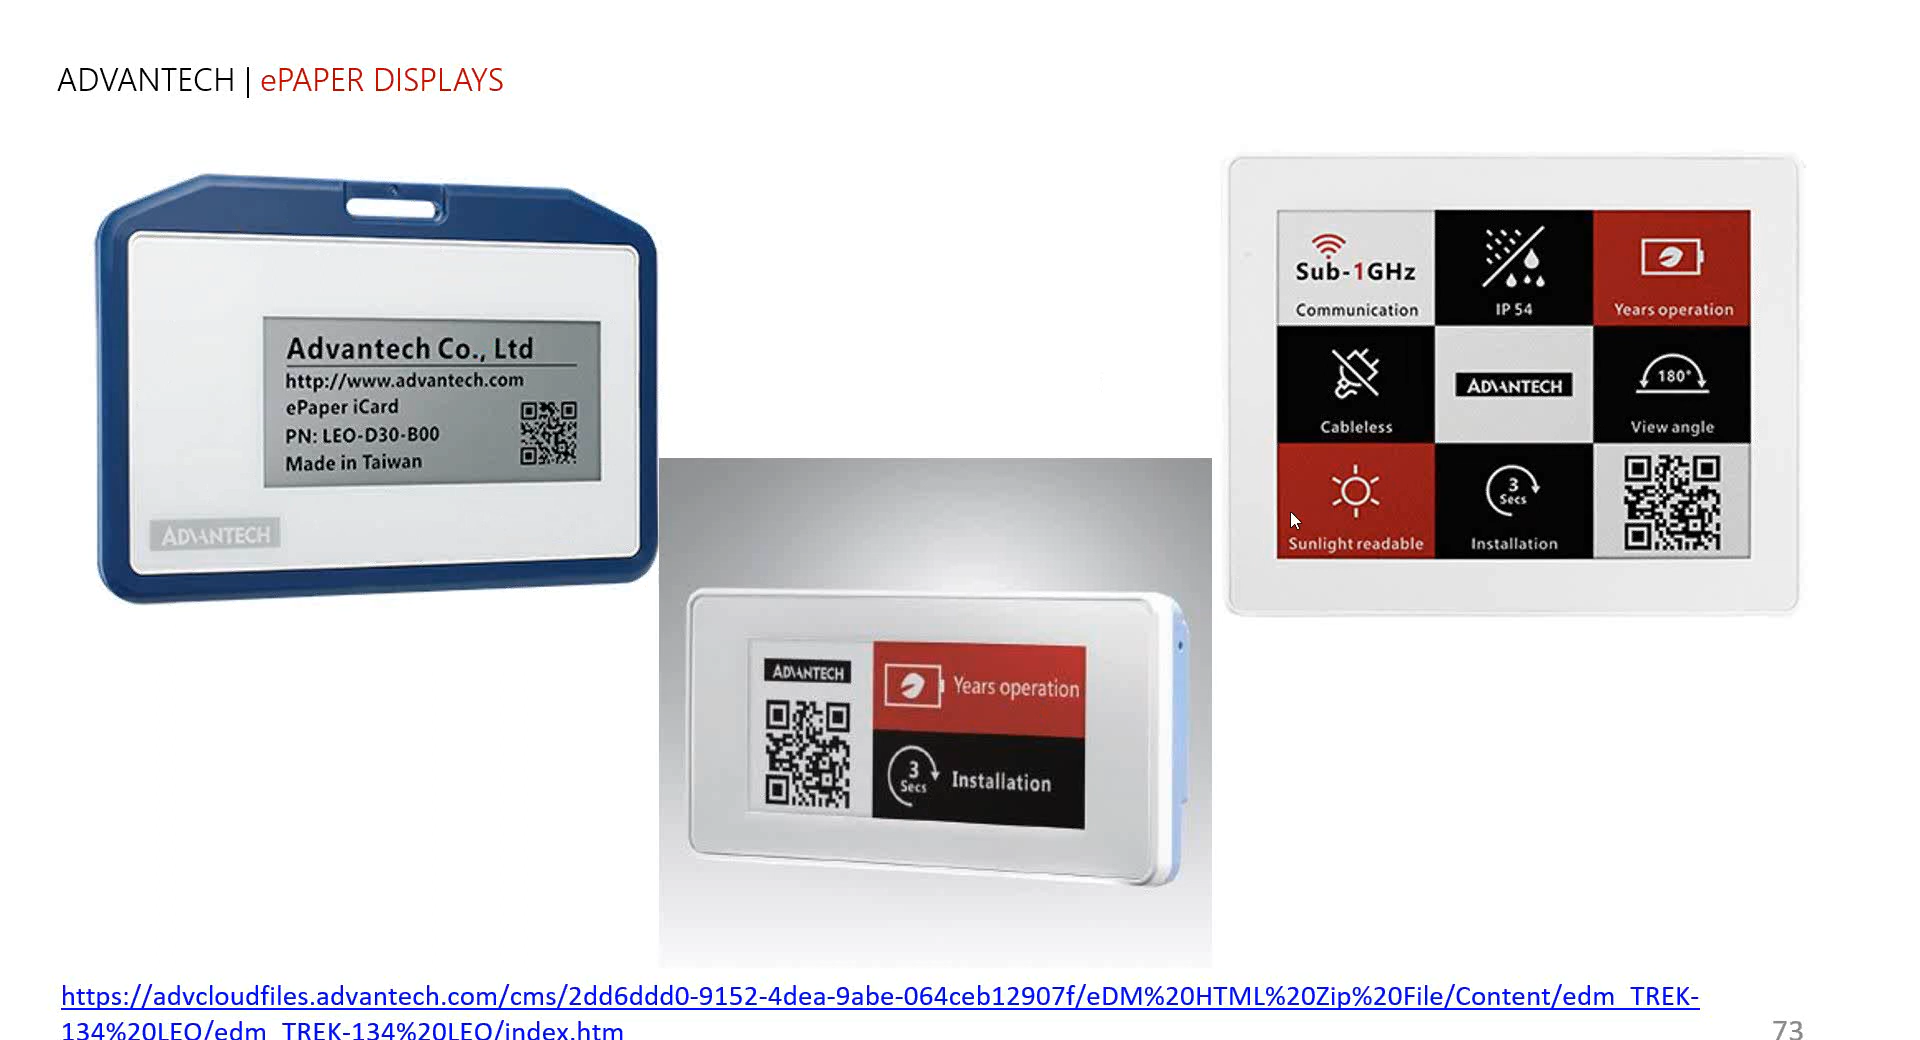 ADVANTECH | ePAPER DISPLAYS
Advantech Co., Ltd
http://www.advantech.com
ePaper iCard
PN: LEO-D30-B00
Made in Taiwan
ADVANTECH
ADVANTECH
Years operation
3
Secs
Installation
Sub-1GHz
Communication
IP 54
Years operation
Cableless
ADVANTECH
180°
View angle
Sunlight readable
3
Secs
Installation
https://advcloudfiles.advantech.com/cms/2dd6ddd0-9152-4dea-9abe-064ceb12907f/eDM%20HTML%20Zip%20File/Content/edm_TREK-
134%20LEO/edm_TREK-134%20LEO/index.htm
73